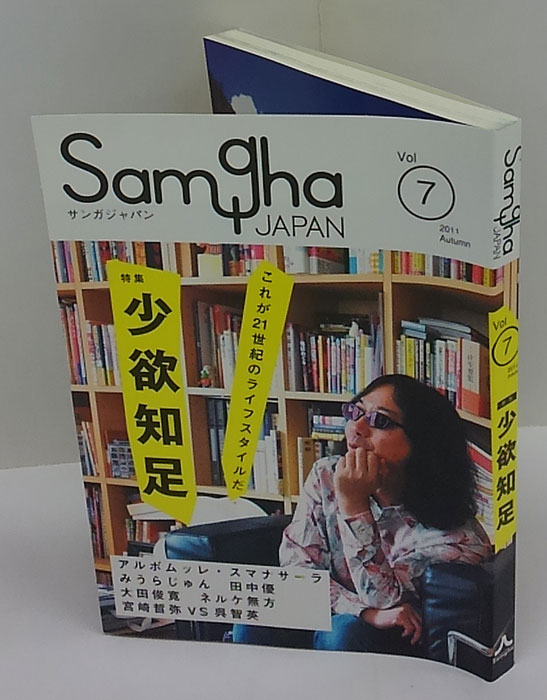 Samgha
サンガジャパン
JAPAN
Vol
7
2011
Autumn
特集
少欲知足
これが21世紀のライフスタイルだ
アルボムッレ・スマナサーラ
みうらじゅん 田中優
大田俊寛 ネルケ無方
宮崎哲弥VS呉智英
Samgha
JAPAN
Vol
7
少欲知足
Samgha